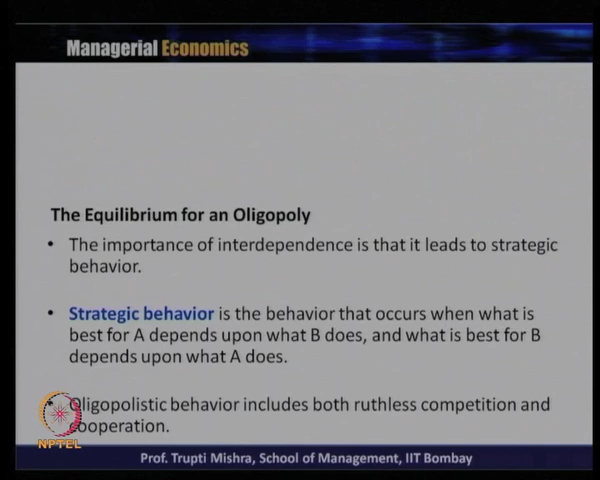 Managerial Economics
The Equilibrium for an Oligopoly
• The importance of interdependence is that it leads to strategic
behavior.
• Strategic behavior is the behavior that occurs when what is
best for A depends upon what B does, and what is best for B
depends upon what A does.
• Oligopolistic behavior includes both ruthless competition and
cooperation.
NPTEL
Prof. Trupti Mishra, School of Management, IIT Bombay